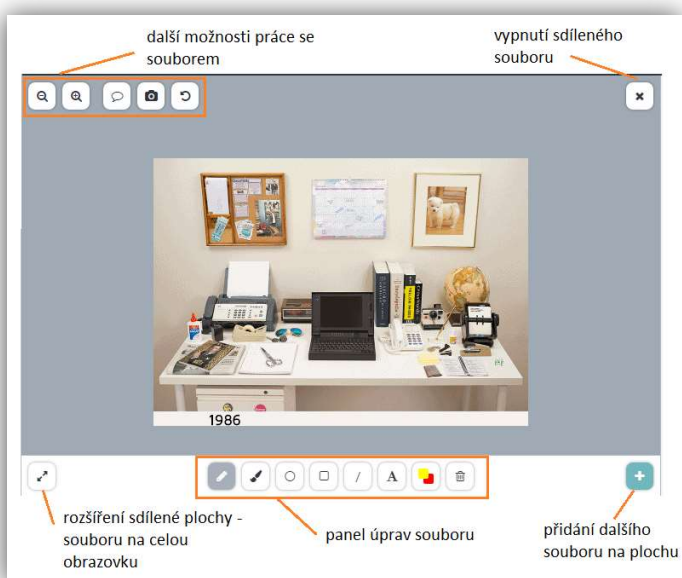 další možnosti práce se
souborem
vypnutí sdíleného
souboru
1986
A
rozšíření sdílené plochy -
souboru na celou
obrazovku
panel úprav souboru
přidání dalšího
souboru na plochu